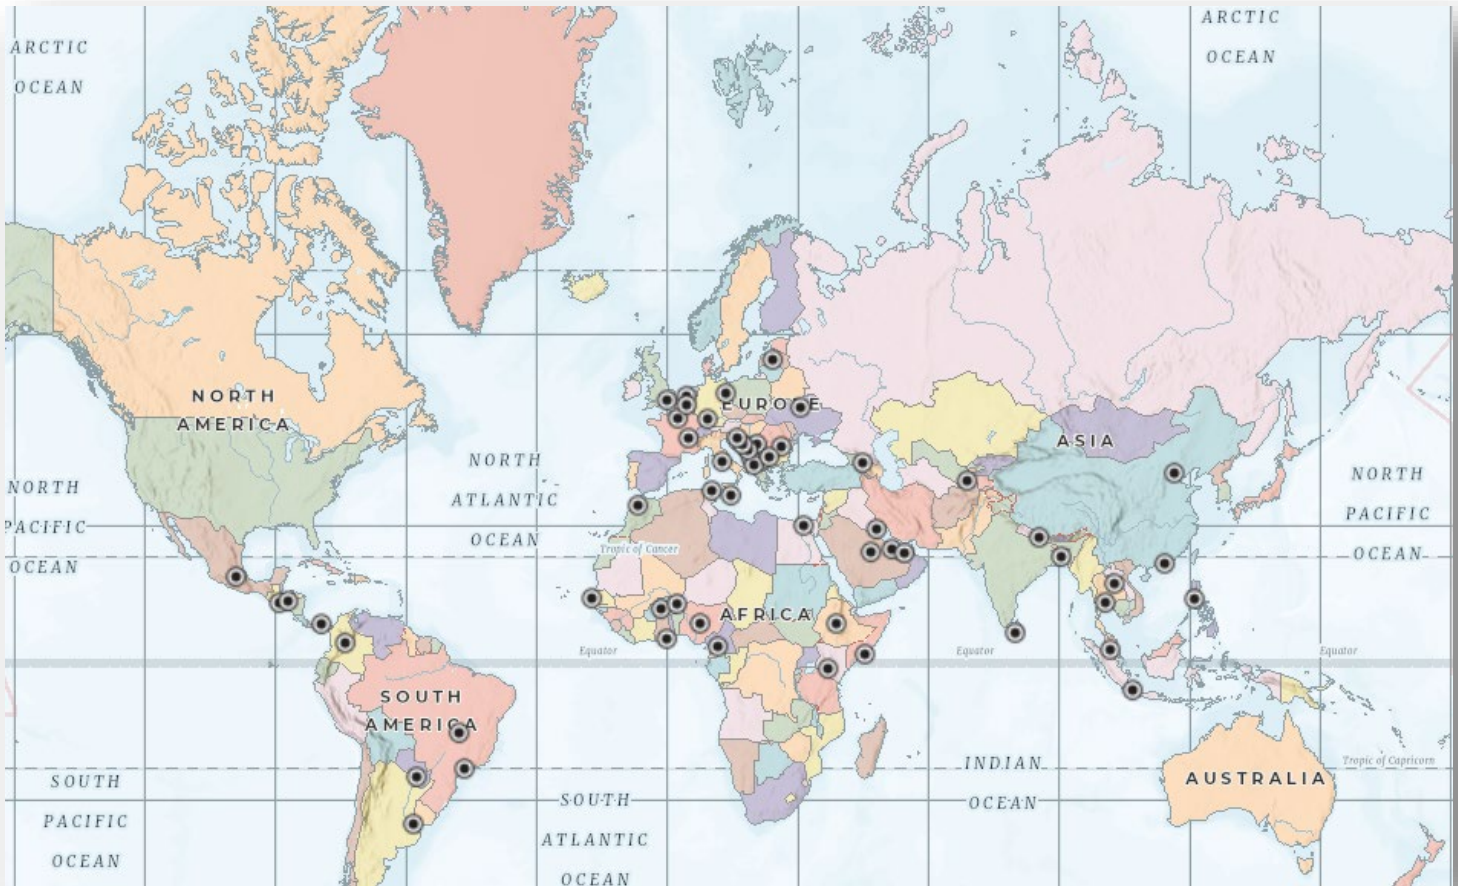 ARCTIC
OCEAN
ARCTIC
OCEAN
NORTH
AMERICA
EUROPE
ASIA
NORTH
ATLANTIC
OCEAN
NORTH
PACIFIC
OCEAN
NORTH
PACIFIC
OCEAN
Tropic of Cancer
AFRICA
Equator
Equator
Equator
SOUTH
AMERICA
INDIAN
OCEAN
Tropic of Capricorn
AUSTRALIA
SOUTH
PACIFIC
OCEAN
SOUTH
ATLANTIC
OCEAN